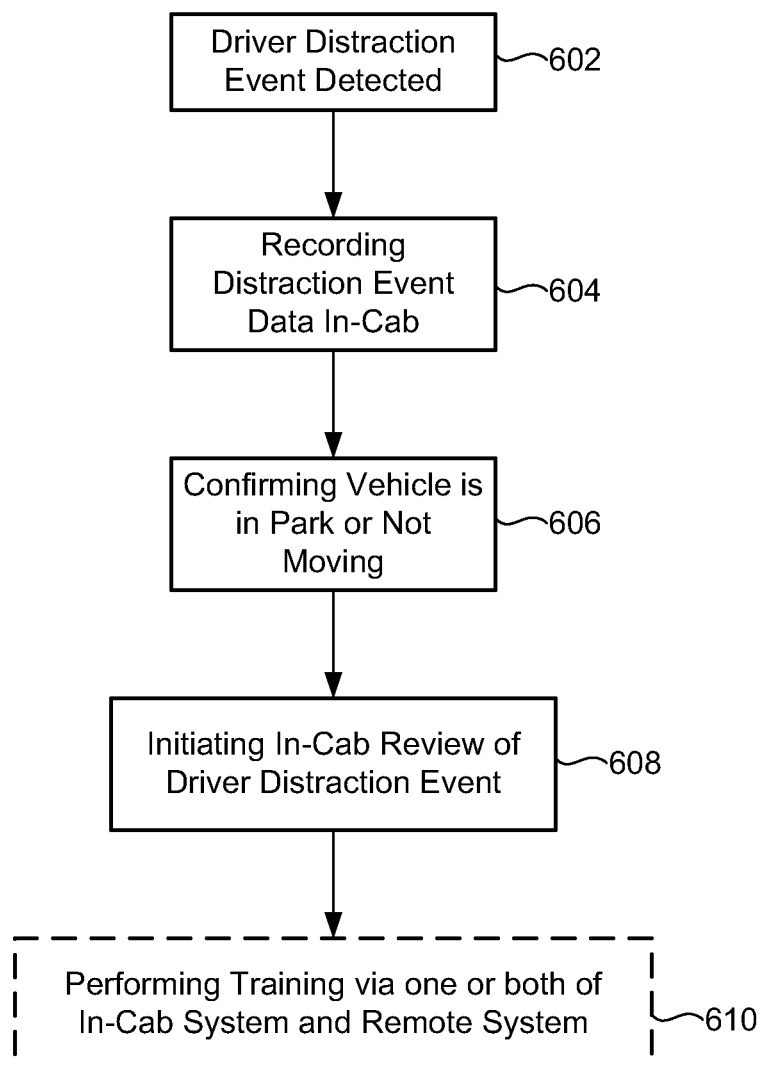 Driver Distraction
Event Detected
602
Recording
Distraction Event
Data In-Cab
604
Confirming Vehicle is
in Park or Not
Moving
606
Initiating In-Cab Review of
Driver Distraction Event
608
Performing Training via one or both of
In-Cab System and Remote System
610